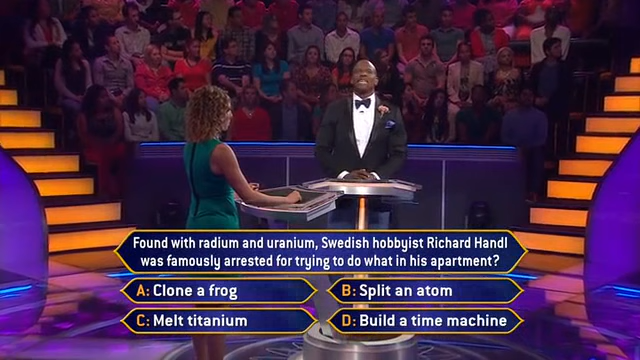 Found with radium and uranium, Swedish hobbyist Richard Handl
was famously arrested for trying to do what in his apartment?
A: Clone a frog
B: Split an atom
C: Melt titanium
D: Build a time machine